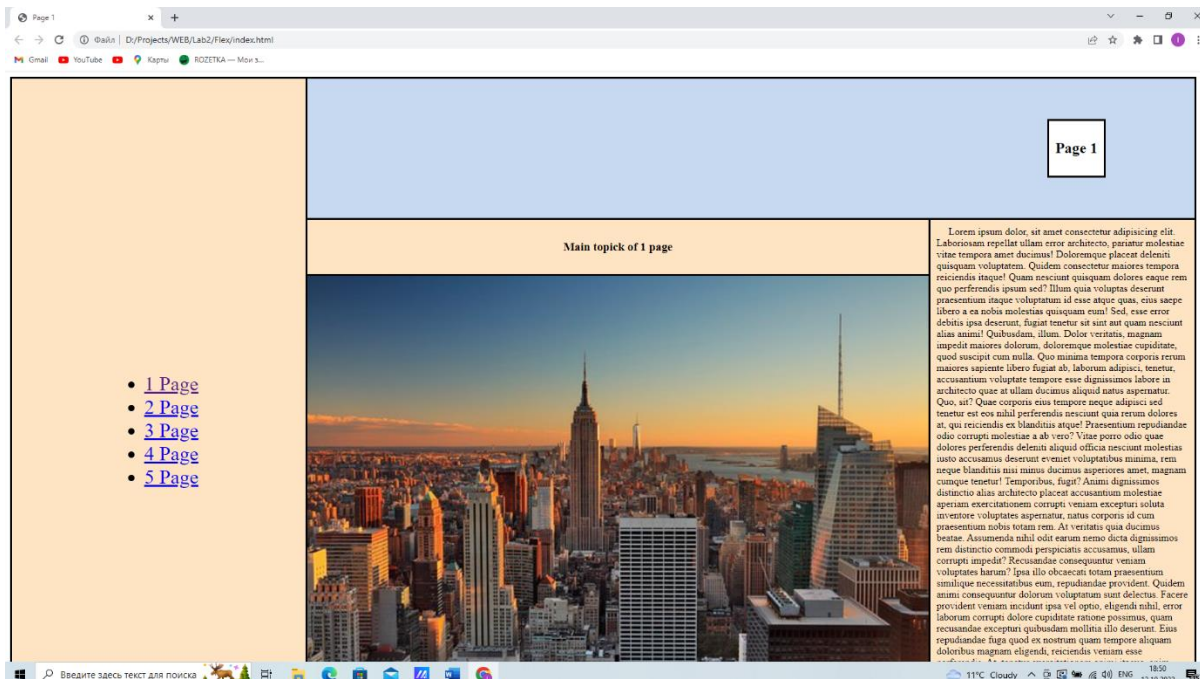 Page 1
Файл | D:/Projects/WEB/Lab2/Flex/index.html
Gmail YouTube Карты ROZETKA — Мои з...
Page 1
1 Page
2 Page
3 Page
4 Page
5 Page
Main topick of 1 page
Lorem ipsum dolor, sit amet consectetur adipisicing elit.
Laboriosam repellat ullam error architecto, pariatur molestiae
vitae tempora amet ducimus! Doloremque placeat deleniti
quisquam voluptatem. Quidem consectetur maiores tempora
reiciendis itaque! Quam nesciunt quisquam dolores eaque rem
quo perferendis ipsum sed? Illum quia voluptas deserunt
praesentium itaque voluptatum id esse atque quas, eius saepe
libero a ea nobis molestias quisquam eum! Sed, esse error
debitis ipsa deserunt, fugiat tenetur sit sint aut quam nesciunt
alias animi! Quibusdam, illum. Dolor veritatis, magnam
impedit maiores dolorum, doloremque molestiae cupiditate,
quod suscipit cum nulla. Quo minima tempora corporis rerum
maiores sapiente libero fugiat ab, laborum adipisci, tenetur,
accusantium voluptate tempore esse dignissimos labore in
architecto quae at ullam ducimus aliquid natus aspernatur.
Quo, sit? Quae corporis eius tempore neque adipisci sed
tenetur est eos nihil perferendis nesciunt quia rerum dolores
at, qui reiciendis ex blanditiis atque! Praesentium repudiandae
odio corrupti molestiae a ab vero? Vitae porro odio quae
dolores perferendis deleniti aliquid officia nesciunt molestias
iusto accusamus deserunt eveniet voluptatibus minima, rem
neque blanditiis nisi minus ducimus asperiores amet, magnam
cumque tenetur! Temporibus, fugit? Animi dignissimos
distinctio alias architecto placeat accusantium molestiae
aperiam exercitationem corrupti veniam excepturi soluta
inventore voluptates aspernatur, natus corporis id cum
praesentium nobis totam rem. At veritatis quia ducimus
beatae. Assumenda nihil odit earum nemo dicta dignissimos
rem distinctio commodi perspiciatis accusamus, ullam
corrupti impedit? Recusandae consequuntur veniam
voluptates harum? Ipsa illo obcaecati totam praesentium
similique necessitatibus eum, repudiandae provident. Quidem
animi consequuntur dolorum voluptatum sunt delectus. Facere
provident veniam incidunt ipsa vel optio, eligendi nihil, error
laborum corrupti dolore cupiditate ratione possimus, quam
recusandae excepturi quibusdam mollitia illo deserunt. Eius
repudiandae fuga quod ex nostrum quam tempore aliquam
doloribus magnam eligendi, reiciendis veniam esse
Введите здесь текст для поиска
11°C Cloudy ENG 18:50